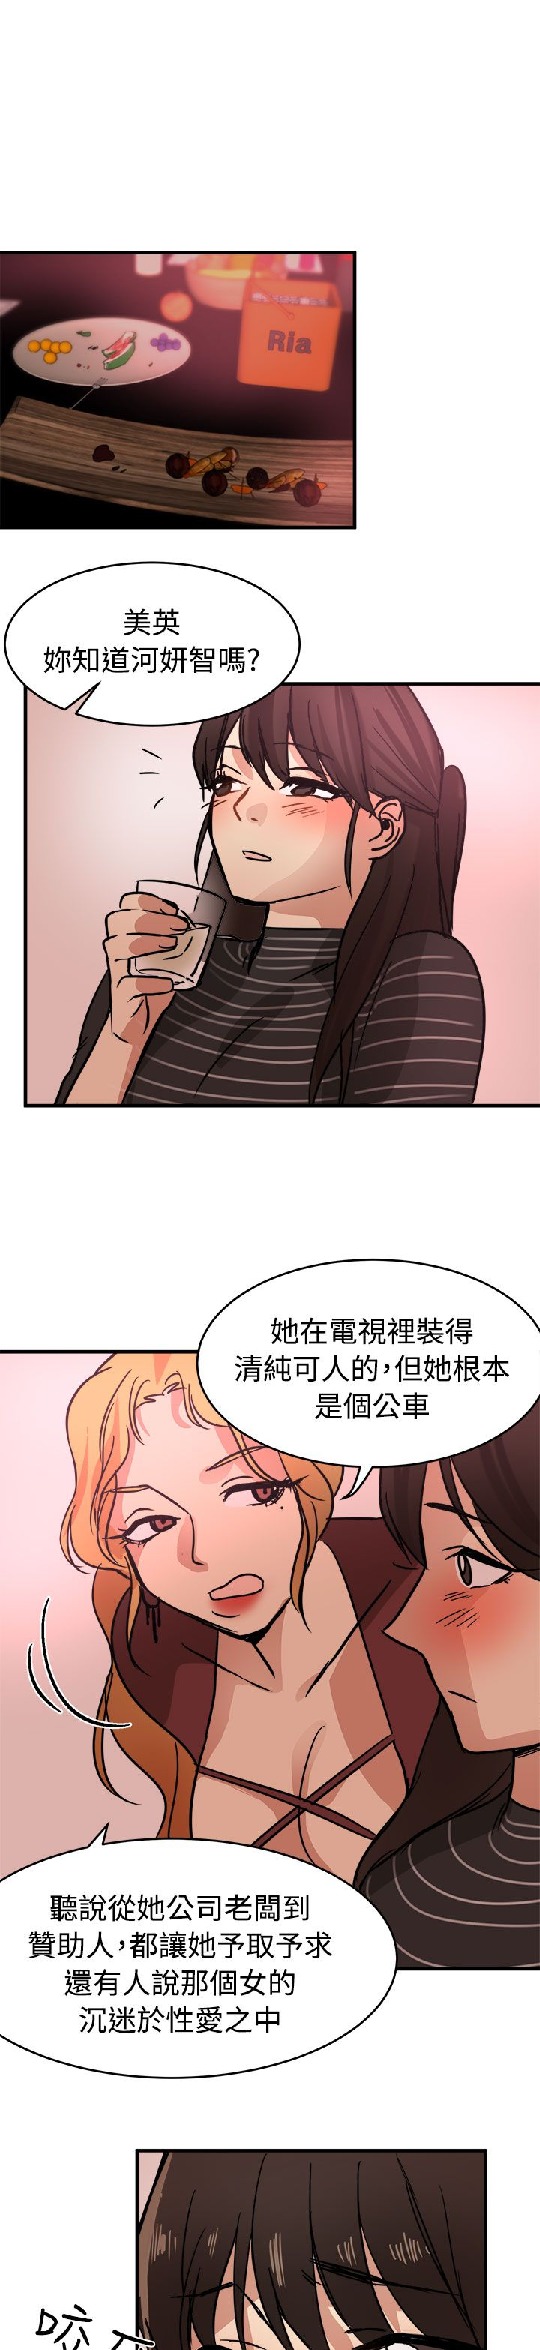 Ria
美英
妳知道河妍智嗎?
她在電視裡裝得
清純可人的，但她根本
是個公車
聽說從她公司老闆到
贊助人，都讓她予取予求
還有人說那個女的
沉迷於性愛之中
咬